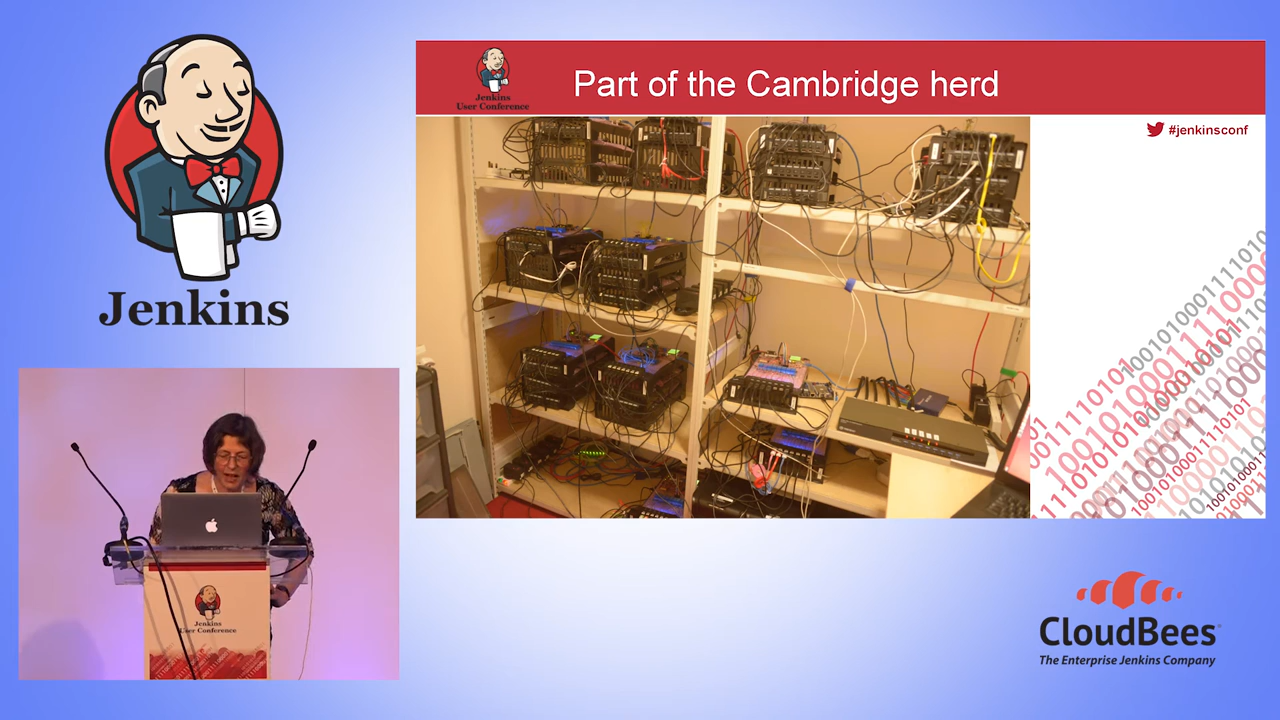 Jenkins
Jenkins
User Conference
Part of the Cambridge herd
#jenkinsconf
Jenkins
User Conference
CloudBees
The Enterprise Jenkins Company